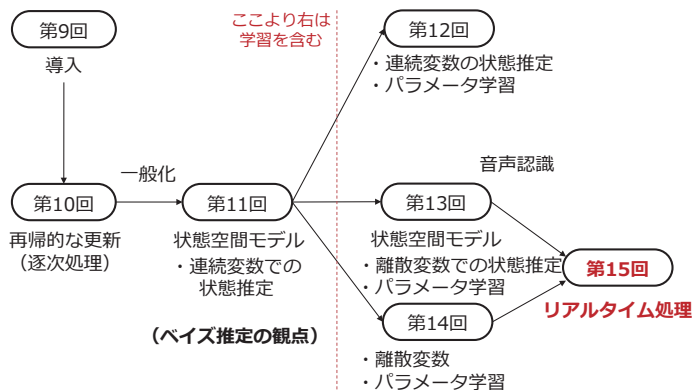 第9回
導入
ここより右は
学習を含む
第12回
・連続変数の状態推定
・パラメータ学習
一般化
音声認識
第10回
再帰的な更新
（逐次処理）
第11回
状態空間モデル
・連続変数での
状態推定
第13回
状態空間モデル
・離散変数での状態推定
・パラメータ学習
第15回
リアルタイム処理
（ベイズ推定の観点）
第14回
・離散変数
・パラメータ学習